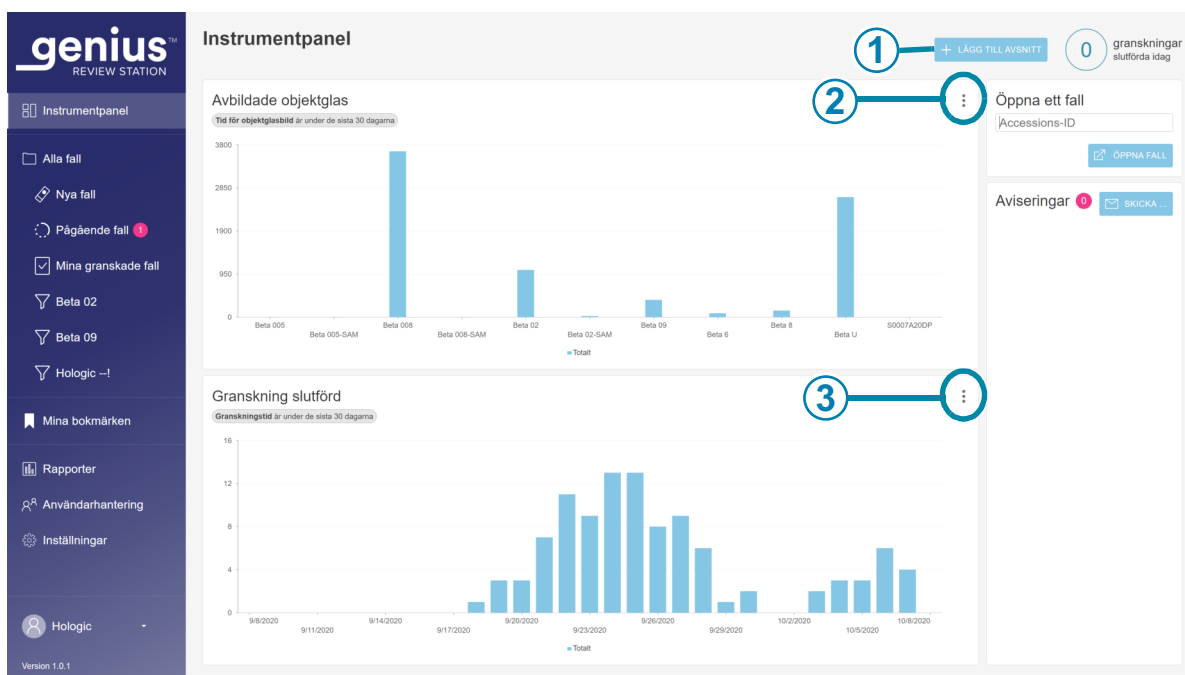 genius™
REVIEW STATION
Instrumentpanel
Alla fall
Nya fall
Pågående fall 1
Mina granskade fall
Beta 02
Beta 09
Hologic --!
Mina bokmärken
Rapporter
Användarhantering
Inställningar
Hologic
Version 1.0.1
Instrumentpanel
1
+ LÄGG TILL AVSNITT
0
granskningar
slutförda idag
Avbildade objektglas
Tid för objektglasbild är under de sista 30 dagarna
2
3800
2850
1900
950
0
Beta 005
Beta 005-SAM
Beta 008
Beta 008-SAM
Beta 02
Beta 02-SAM
Beta 09
Beta 6
Beta 8
Beta U
S0007A20DP
Totalt
Granskning slutförd
Granskningstid är under de sista 30 dagarna
3
16
12
8
4
0
9/8/2020
9/11/2020
9/14/2020
9/17/2020
9/20/2020
9/23/2020
9/26/2020
9/29/2020
10/2/2020
10/5/2020
10/8/2020
Totalt
Öppna ett fall
Accessions-ID
ÖPPNA FALL
Aviseringar 0
SKICKA ...